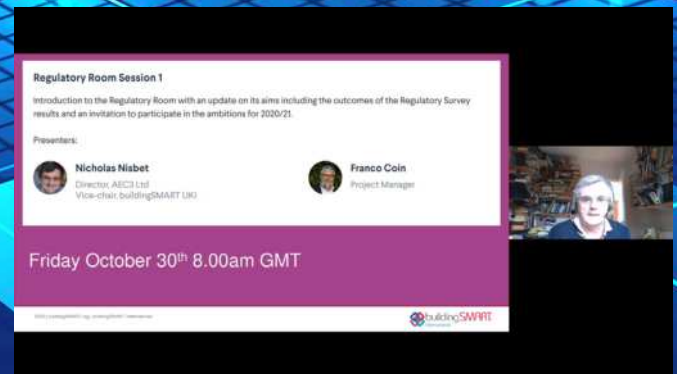 Regulatory Room Session 1
Introduction to the Regulatory Room with an update on its aims including the outcomes of the Regulatory Survey
results and an invitation to participate in the ambitions for 2020/21.
Presenters:
Nicholas Nisbet
Director, AEC3 Ltd
Vice-chair, buildingSMART UKI
Franco Coin
Project Manager
Friday October 30th 8.00am GMT
buildingSMART
International